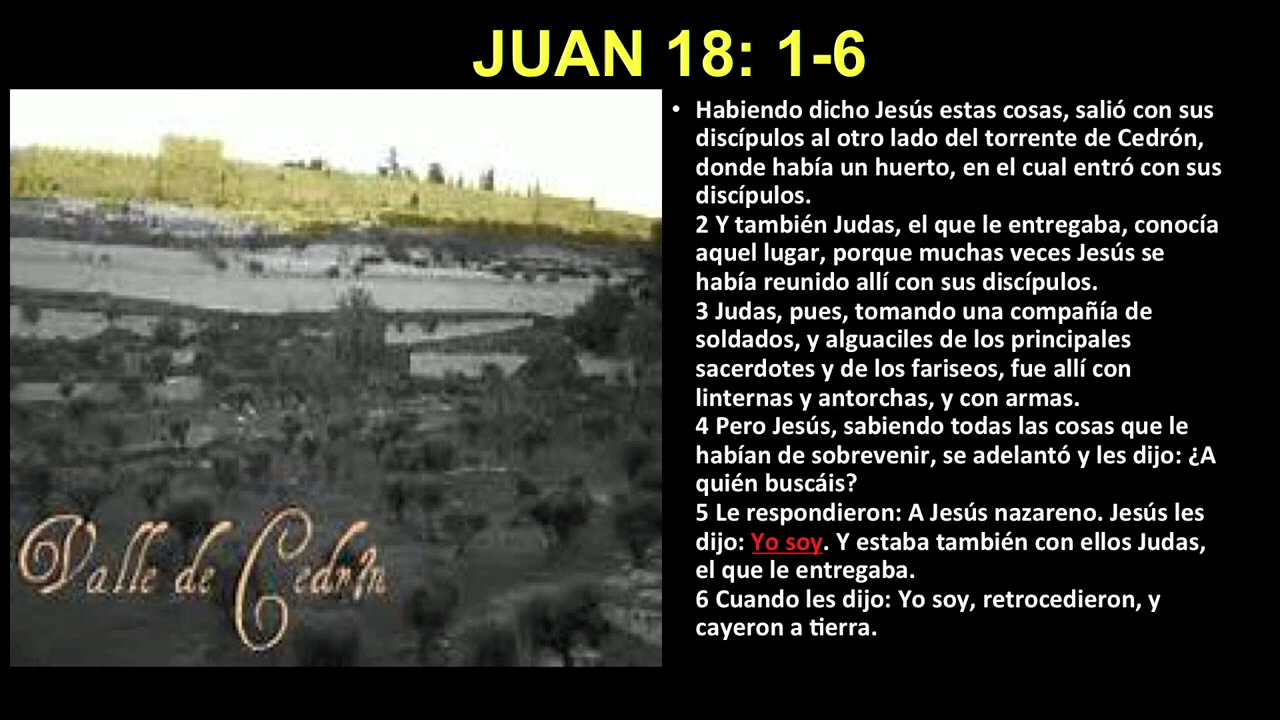 JUAN 18: 1-6
• Habiendo dicho Jesús estas cosas, salió con sus
discípulos al otro lado del torrente de Cedrón,
donde había un huerto, en el cual entró con sus
discípulos.
2 Y también Judas, el que le entregaba, conocía
aquel lugar, porque muchas veces Jesús se
había reunido allí con sus discípulos.
3 Judas, pues, tomando una compañía de
soldados, y alguaciles de los principales
sacerdotes y de los fariseos, fue allí con
linternas y antorchas, y con armas.
4 Pero Jesús, sabiendo todas las cosas que le
habían de sobrevenir, se adelantó y les dijo: ¿A
quién buscáis?
5 Le respondieron: A Jesús nazareno. Jesús les
dijo: Yo soy. Y estaba también con ellos Judas,
el que le entregaba.
6 Cuando les dijo: Yo soy, retrocedieron, y
cayeron a tierra.
Valle de Cedrón